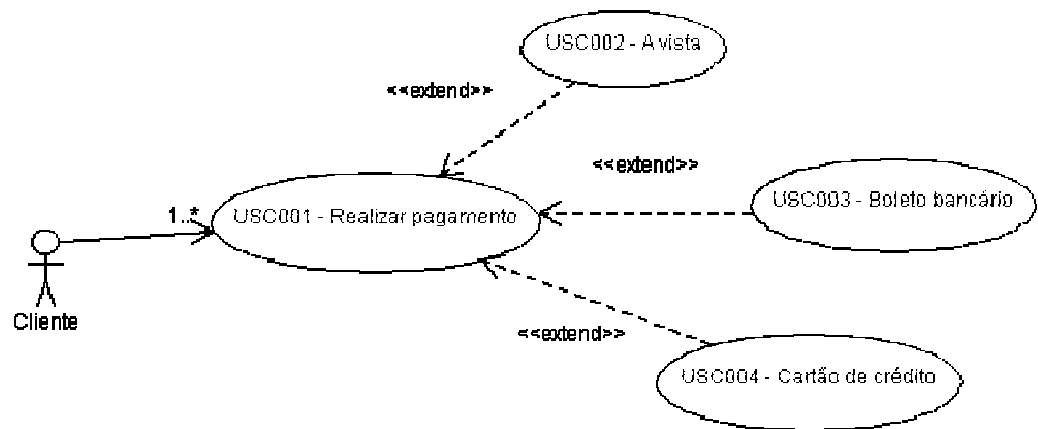 USC002 - A vista
<<extend>>
<<extend>>
USC003 - Boleto bancário
1..*
USC001 - Realizar pagamento
Cliente
<<extend>>
USC004 - Cartão de crédito